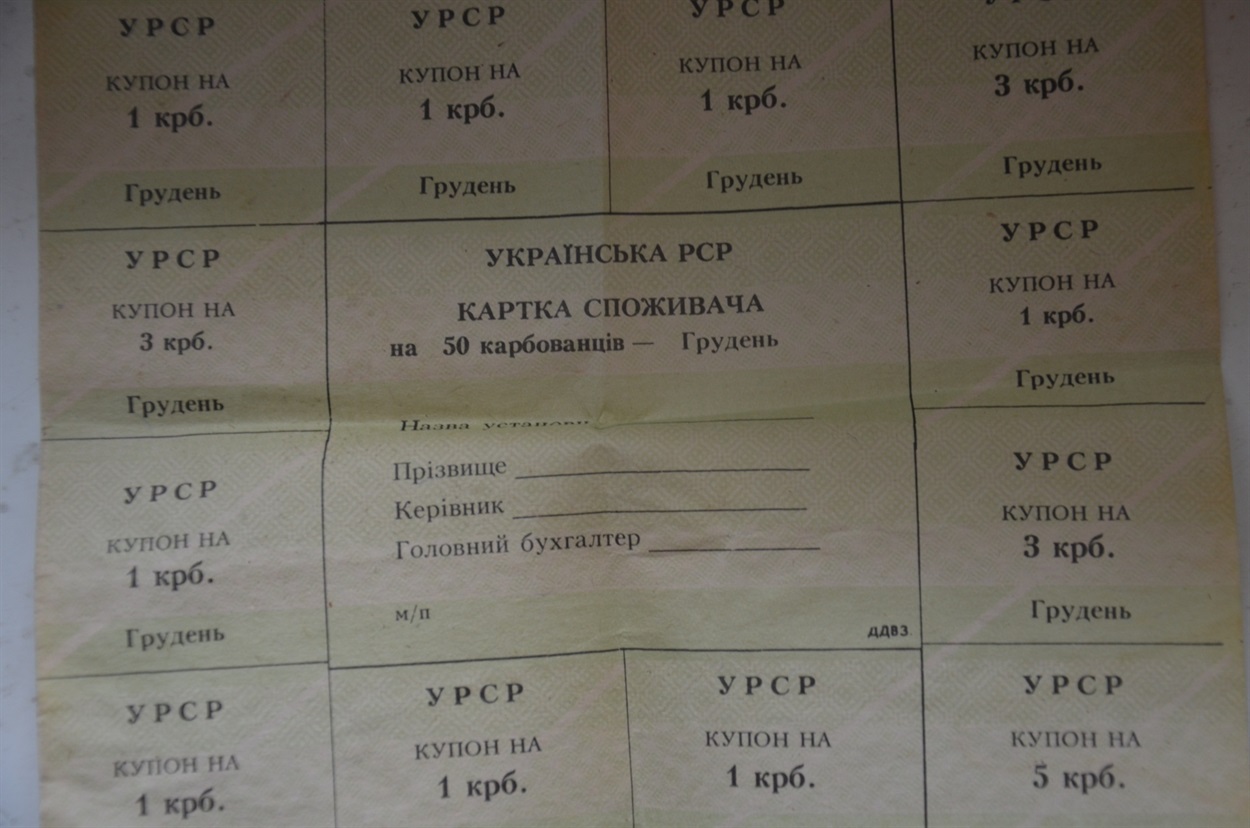 УРСР
КУПОН НА
1 крб.
Грудень
УРСР
КУПОН НА
1 крб.
Грудень
УРСР
КУПОН НА
1 крб.
Грудень
КУПОН НА
3 крб.
Грудень
УРСР
КУПОН НА
3 крб.
Грудень
УКРАЇНСЬКА РСР
КАРТКА СПОЖИВАЧА
на 50 карбованців — Грудень
Назва установи
Прізвище
Керівник
Головний бухгалтер
м/п
ДДВЗ
УРСР
КУПОН НА
1 крб.
Грудень
УРСР
КУПОН НА
1 крб.
Грудень
УРСР
КУПОН НА
3 крб.
Грудень
УРСР
КУПОН НА
1 крб.
УРСР
КУПОН НА
1 крб.
УРСР
КУПОН НА
1 крб.
УРСР
КУПОН НА
5 крб.